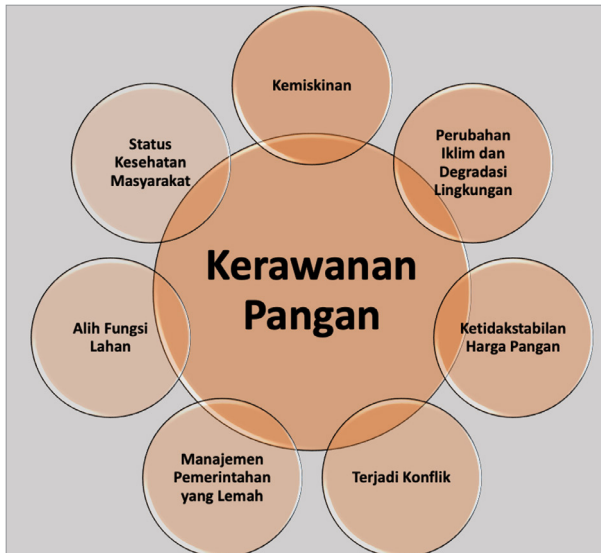 Kemiskinan
Perubahan
Iklim dan
Degradasi
Lingkungan
Ketidakstabilan
Harga Pangan
Terjadi Konflik
Manajemen
Pemerintahan
yang Lemah
Alih Fungsi
Lahan
Status
Kesehatan
Masyarakat
Kerawanan
Pangan